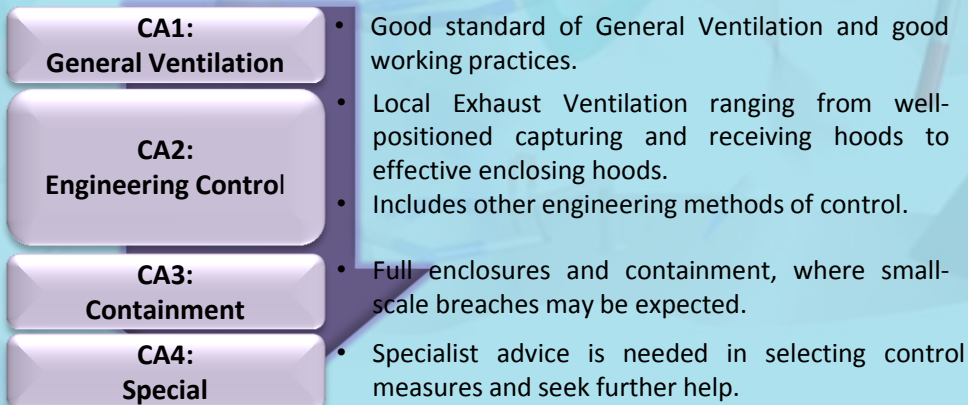 CA1:
General Ventilation
• Good standard of General Ventilation and good
working practices.
CA2:
Engineering Control
• Local Exhaust Ventilation ranging from well-
positioned capturing and receiving hoods to
effective enclosing hoods.
• Includes other engineering methods of control.
CA3:
Containment
• Full enclosures and containment, where small-
scale breaches may be expected.
CA4:
Special
• Specialist advice is needed in selecting control
measures and seek further help.